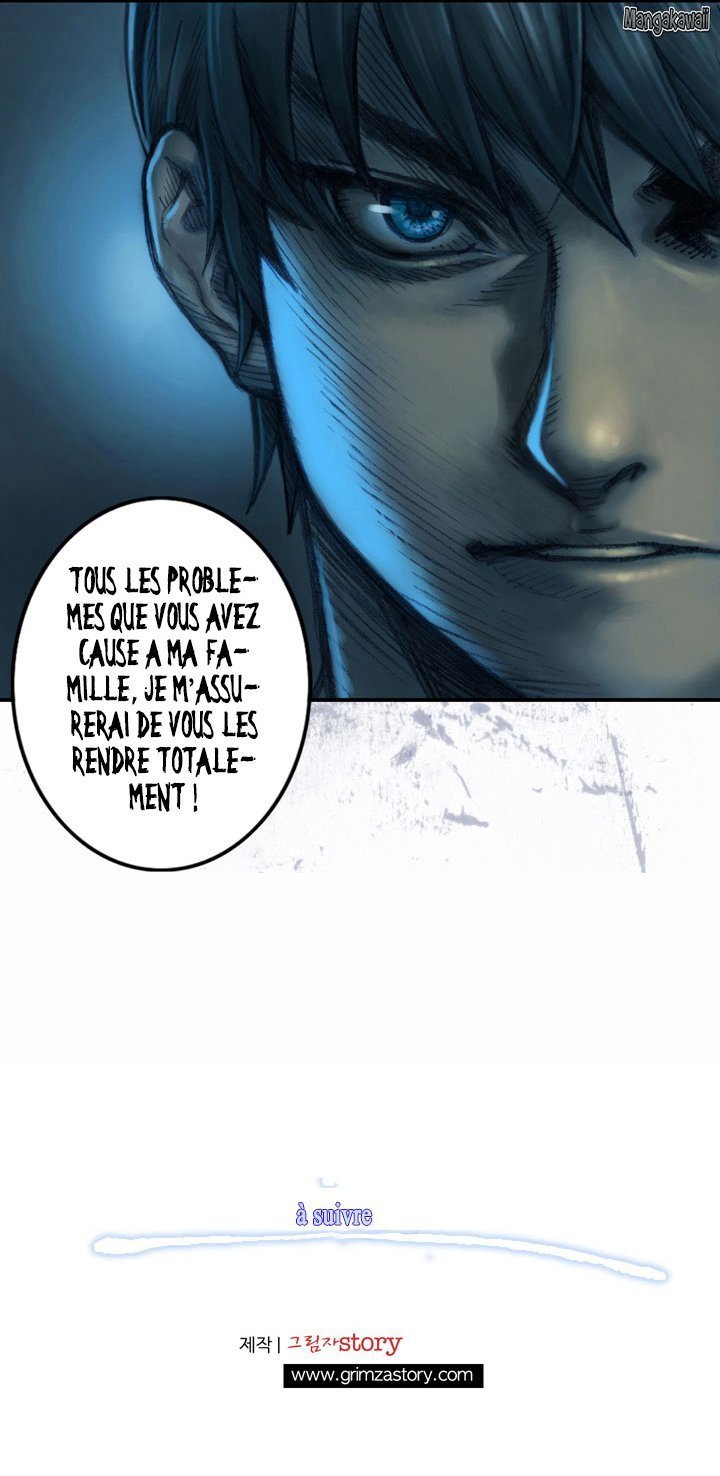 Mangakawaii
TOUS LES PROBLE-
MES QUE VOUS AVEZ
CAUSE A MA FA-
MILLE, JE M'ASSU-
RERAI DE VOUS LES
RENDRE TOTALE-
MENT !
à suivre
제작 | 그림자story
www.grimzastory.com